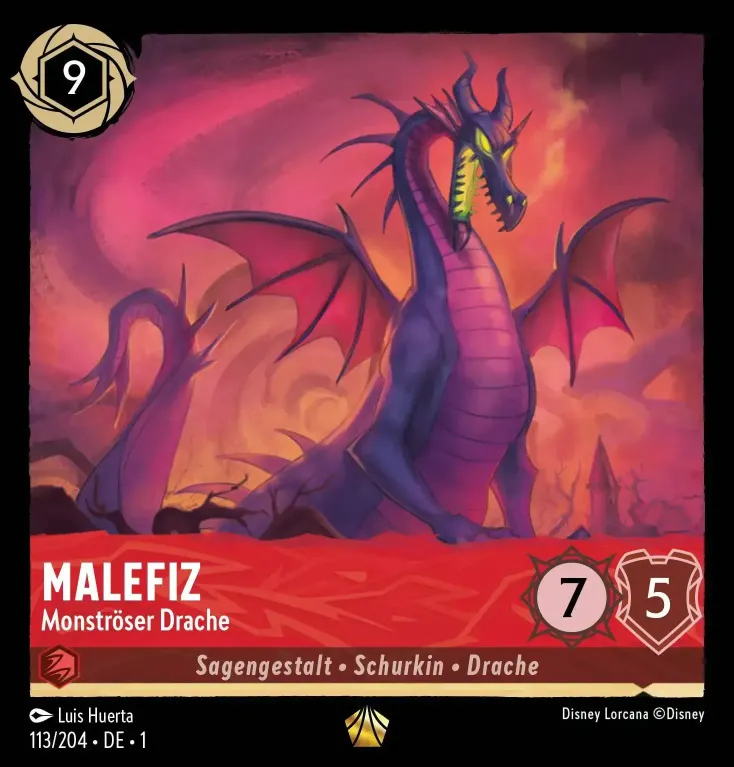 9
MALEFIZ
Monströser Drache
7
5
Sagengestalt • Schurkin • Drache
Luis Huerta
Disney Lorcana ©Disney
113/204 • DE • 1